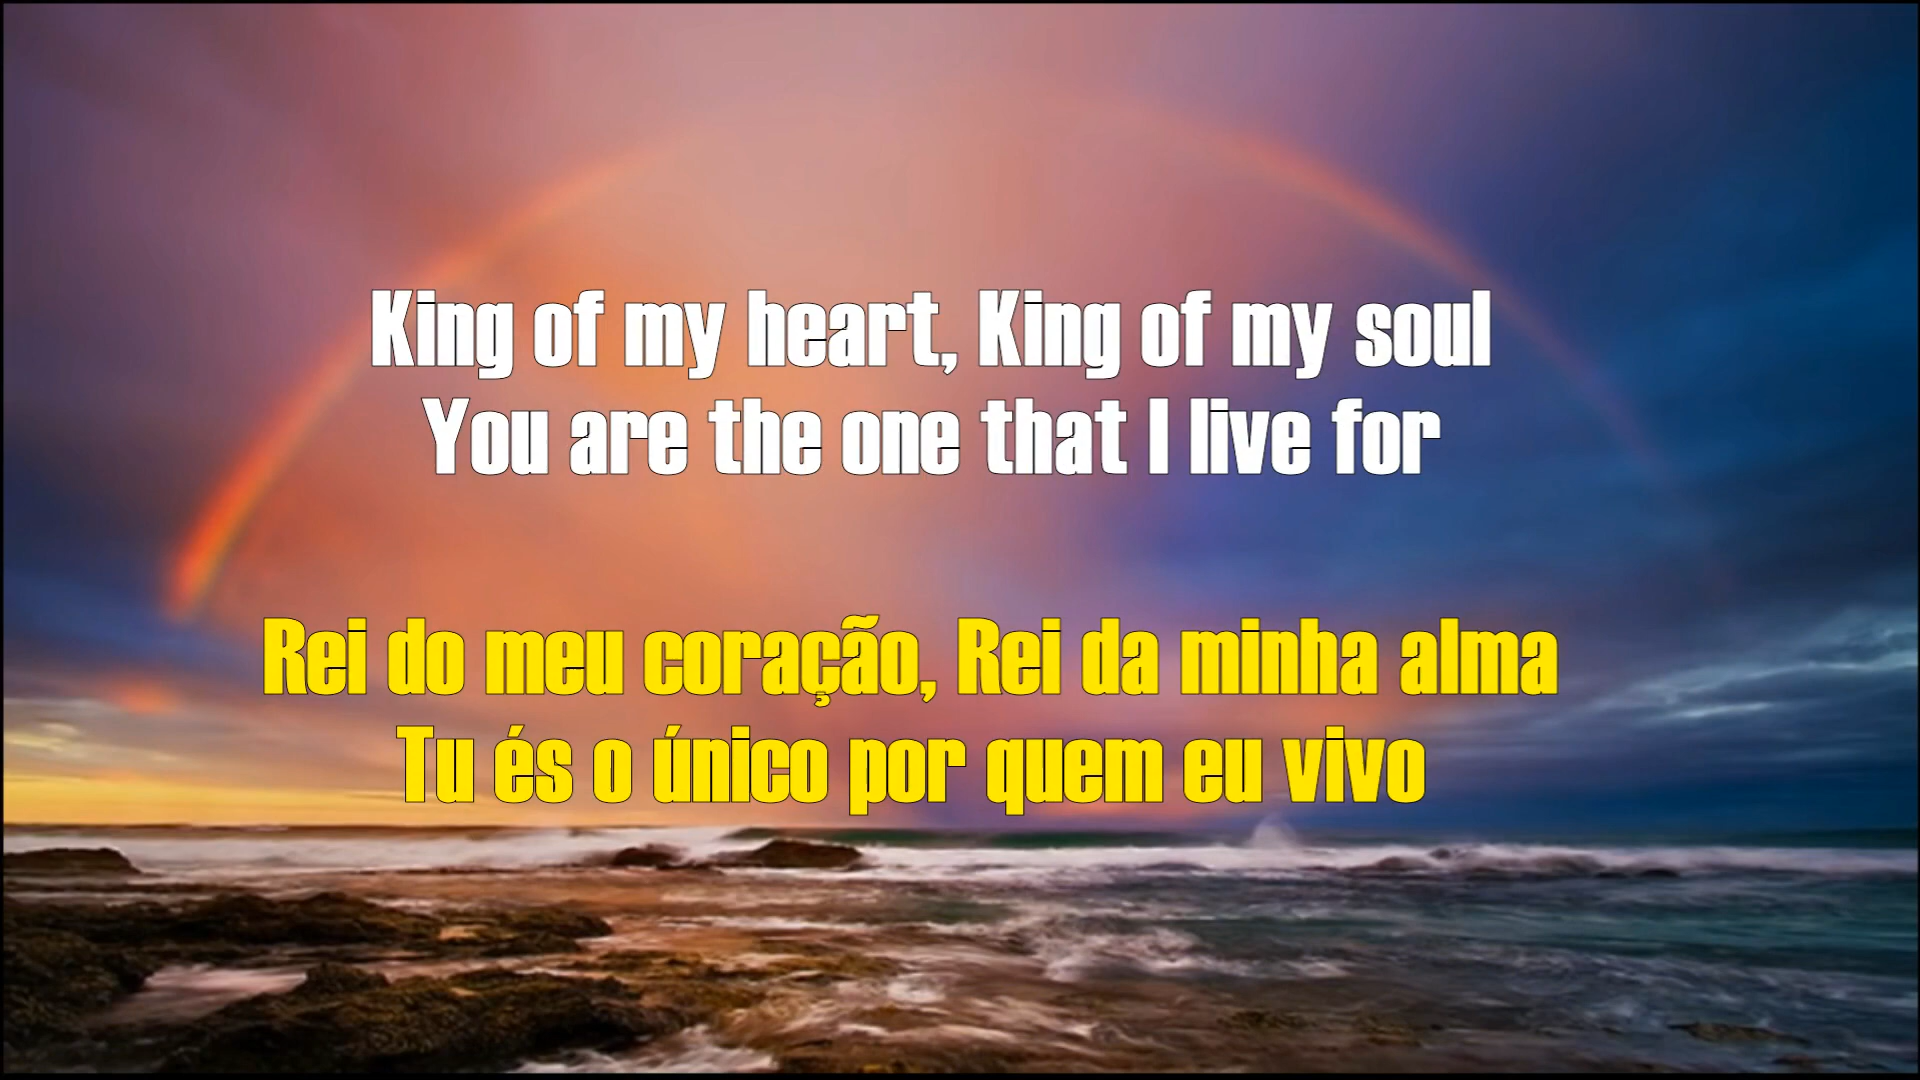 King of my heart, King of my soul
You are the one that I live for
Rei do meu coração, Rei da minha alma
Tu és o único por quem eu vivo